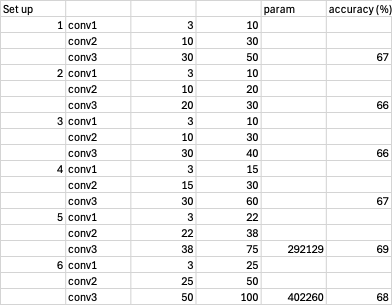 Set up param accuracy (%)
1 conv1 3 10
conv2 10 30
conv3 30 50 67
2 conv1 3 10
conv2 10 20
conv3 20 30 66
3 conv1 3 10
conv2 10 30
conv3 30 40 66
4 conv1 3 15
conv2 15 30
conv3 30 60 67
5 conv1 3 22
conv2 22 38
conv3 38 75 292129 69
6 conv1 3 25
conv2 25 50
conv3 50 100 402260 68